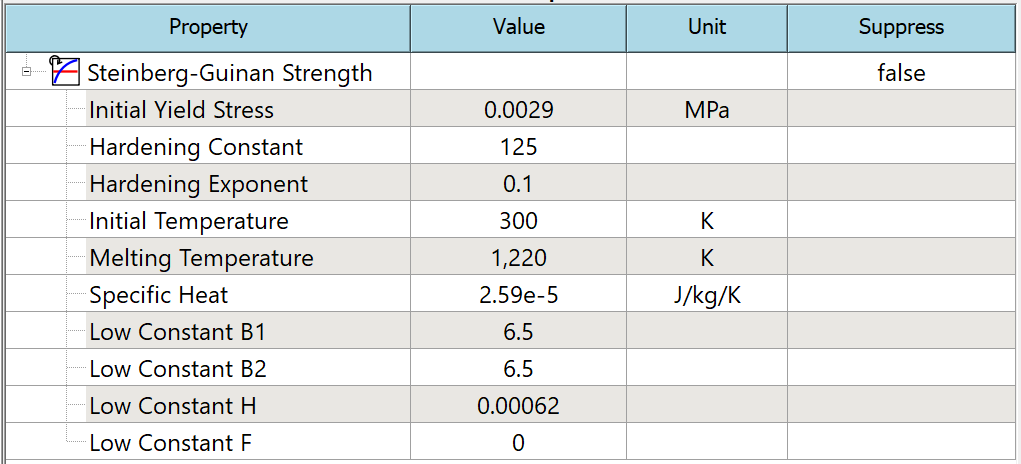 Property Value Unit Suppress
Steinberg-Guinan Strength false
Initial Yield Stress 0.0029 MPa
Hardening Constant 125
Hardening Exponent 0.1
Initial Temperature 300 K
Melting Temperature 1,220 K
Specific Heat 2.59e-5 J/kg/K
Low Constant B1 6.5
Low Constant B2 6.5
Low Constant H 0.00062
Low Constant F 0